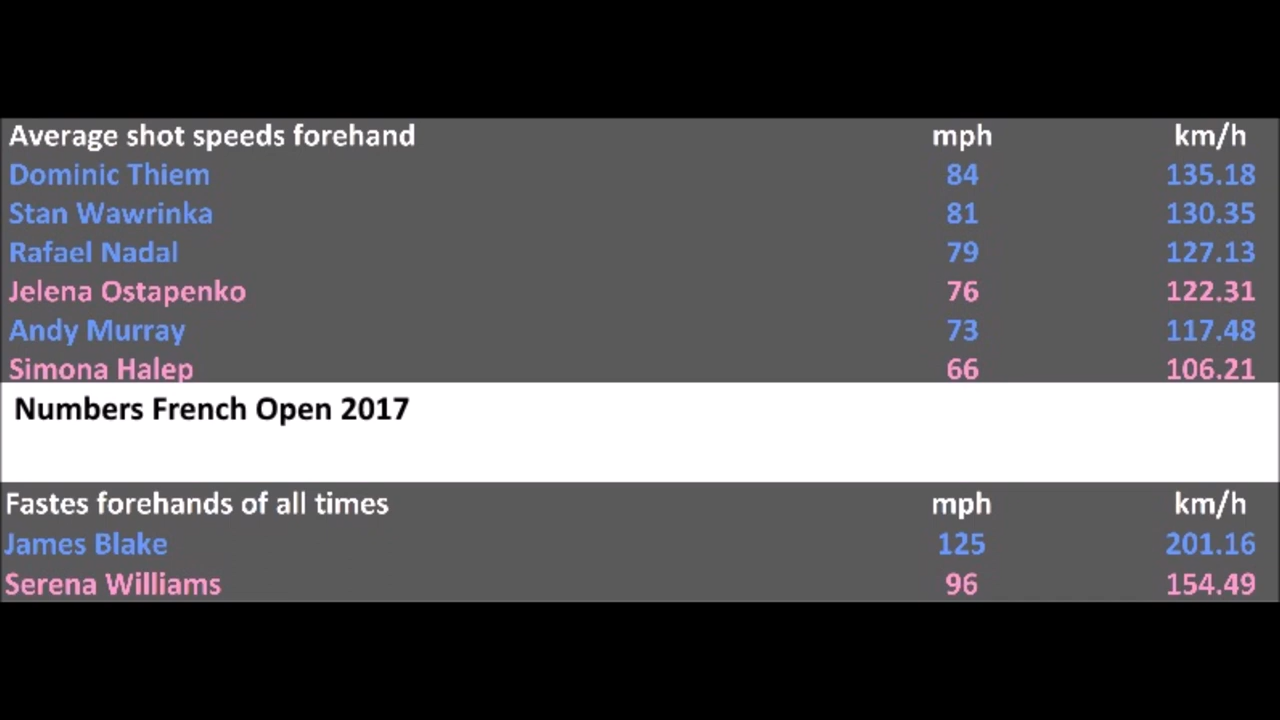 Average shot speeds forehand mph km/h
Dominic Thiem 84 135.18
Stan Wawrinka 81 130.35
Rafael Nadal 79 127.13
Jelena Ostapenko 76 122.31
Andy Murray 73 117.48
Simona Halep 66 106.21
Numbers French Open 2017
Fastes forehands of all times mph km/h
James Blake 125 201.16
Serena Williams 96 154.49